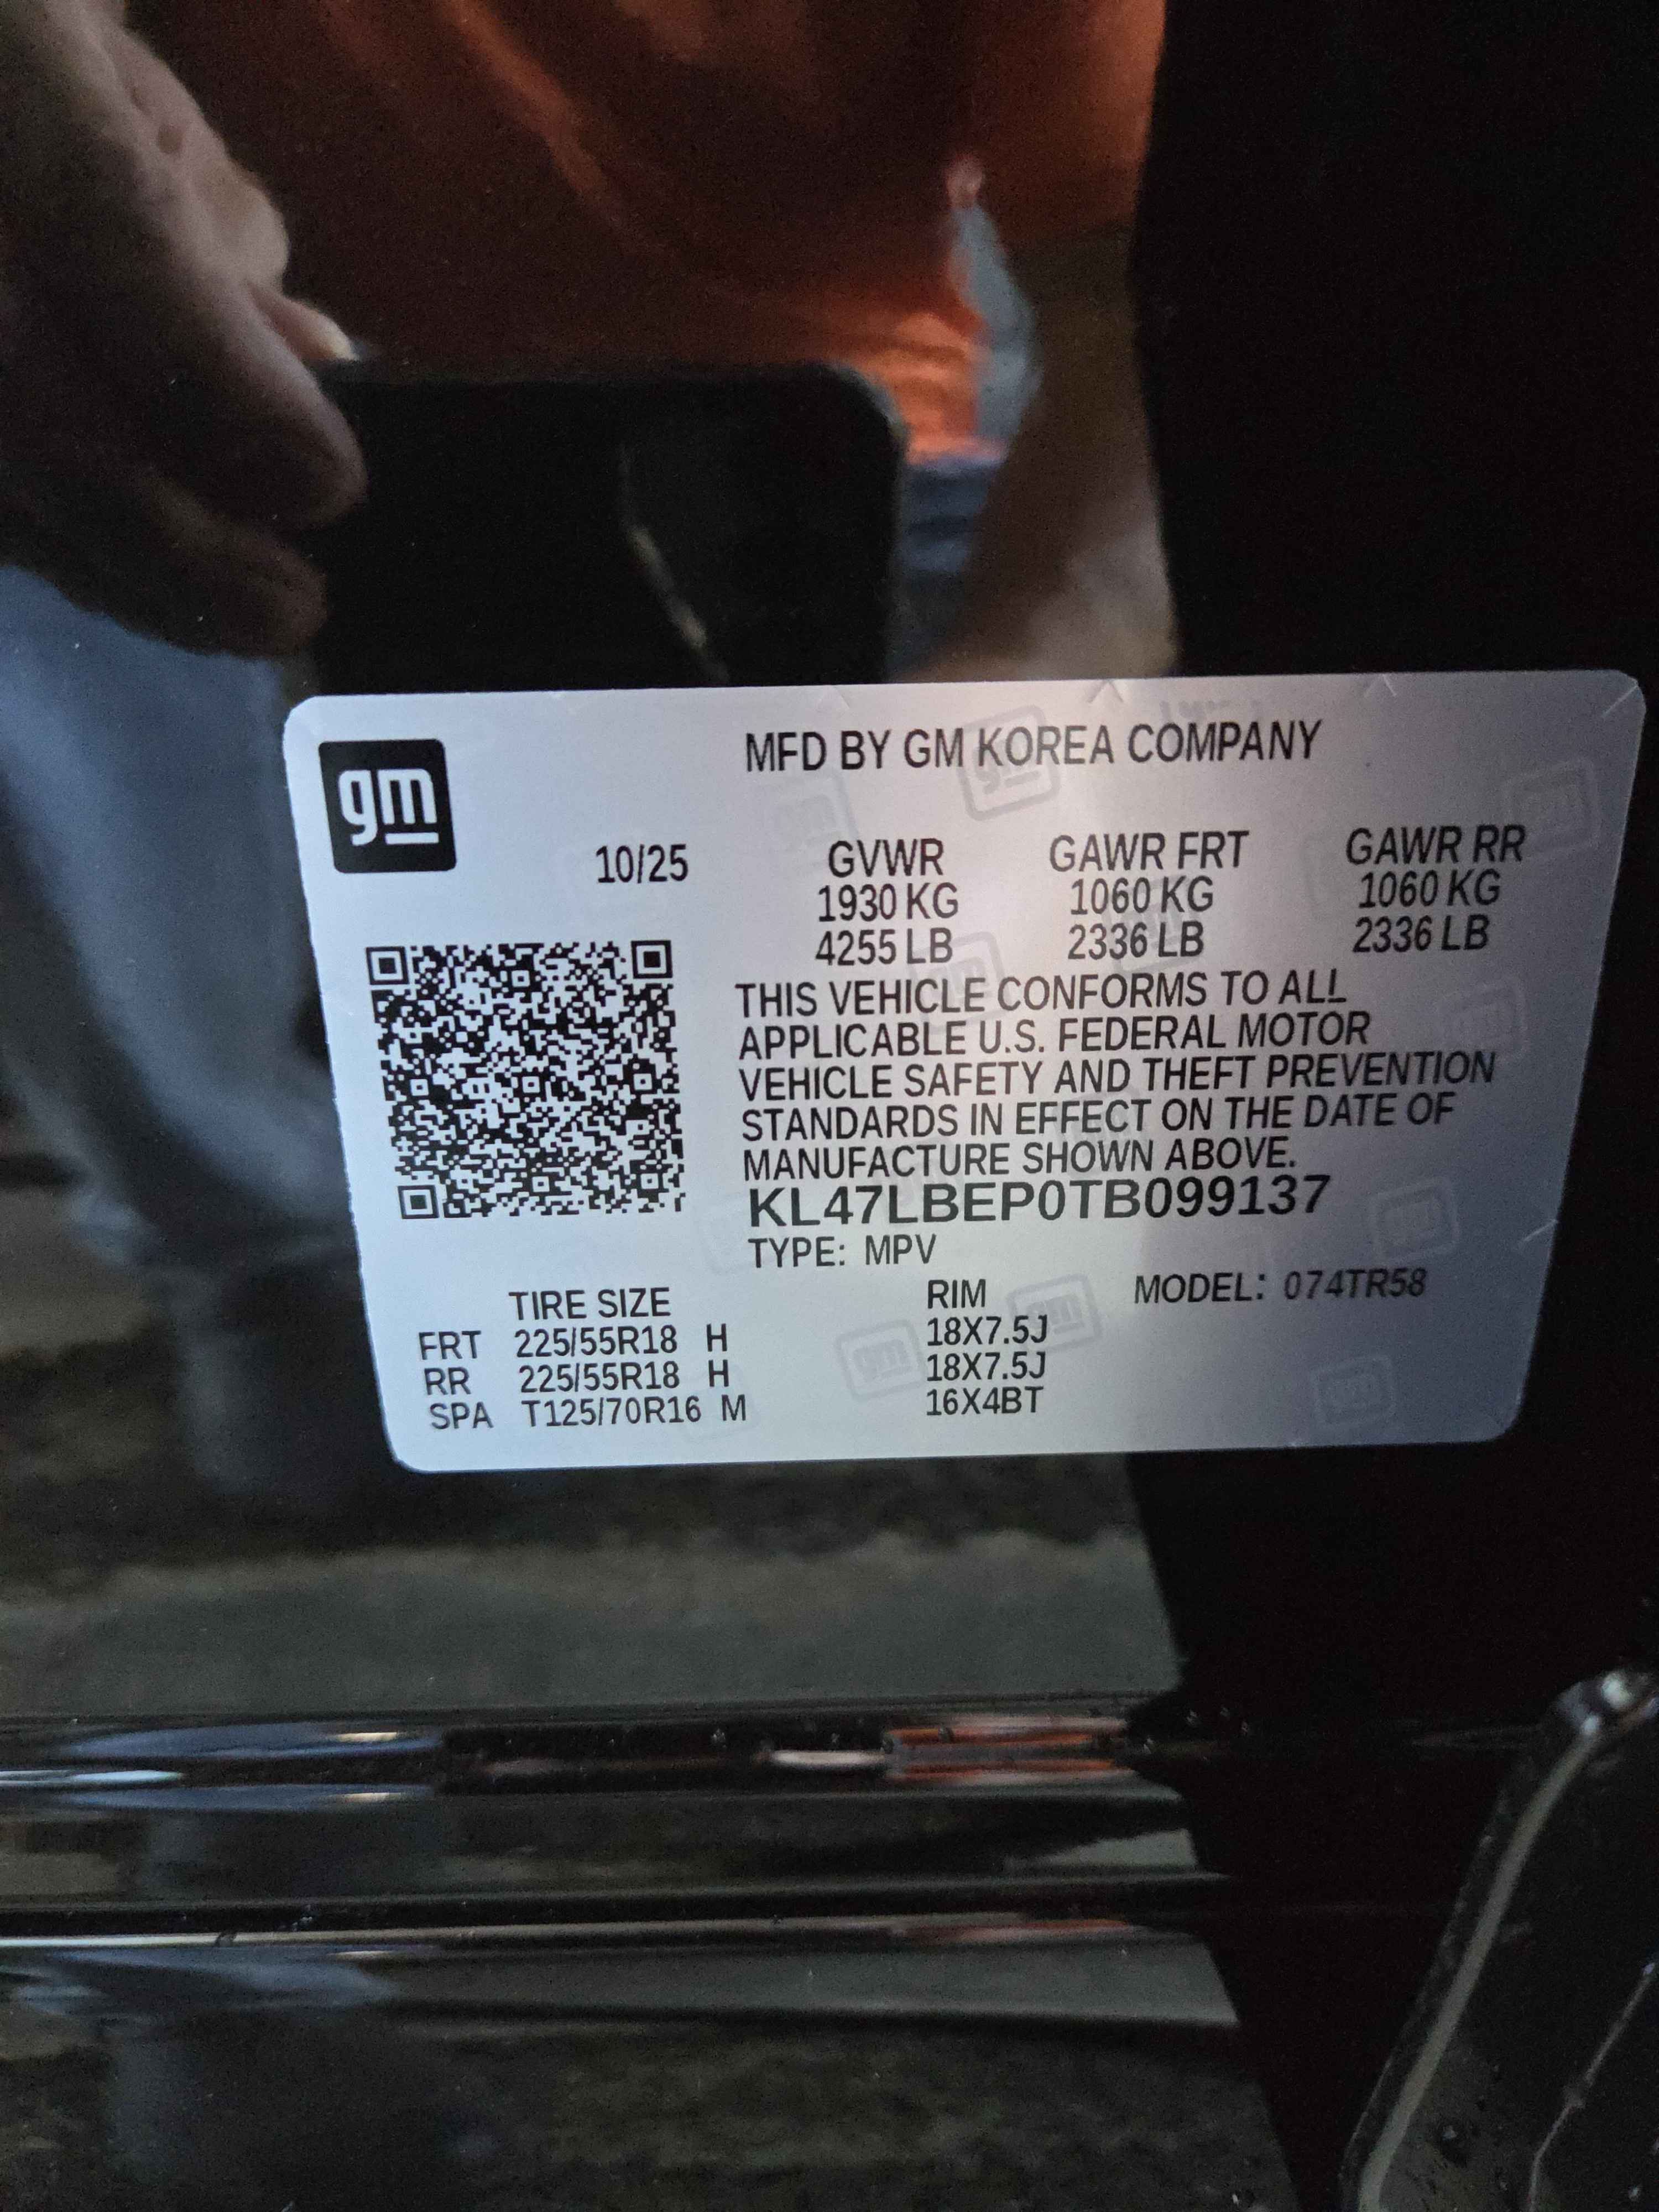 gm
MFD BY GM KOREA COMPANY
10/25 GVWR GAWR FRT GAWR RR
1930 KG 1060 KG 1060 KG
4255 LB 2336 LB 2336 LB
THIS VEHICLE CONFORMS TO ALL
APPLICABLE U.S. FEDERAL MOTOR
VEHICLE SAFETY AND THEFT PREVENTION
STANDARDS IN EFFECT ON THE DATE OF
MANUFACTURE SHOWN ABOVE.
KL47LBEP0TB099137
TYPE: MPV
TIRE SIZE RIM MODEL: 074TR58
FRT 225/55R18 H 18X7.5J
RR 225/55R18 H 18X7.5J
SPA T125/70R16 M 16X4BT